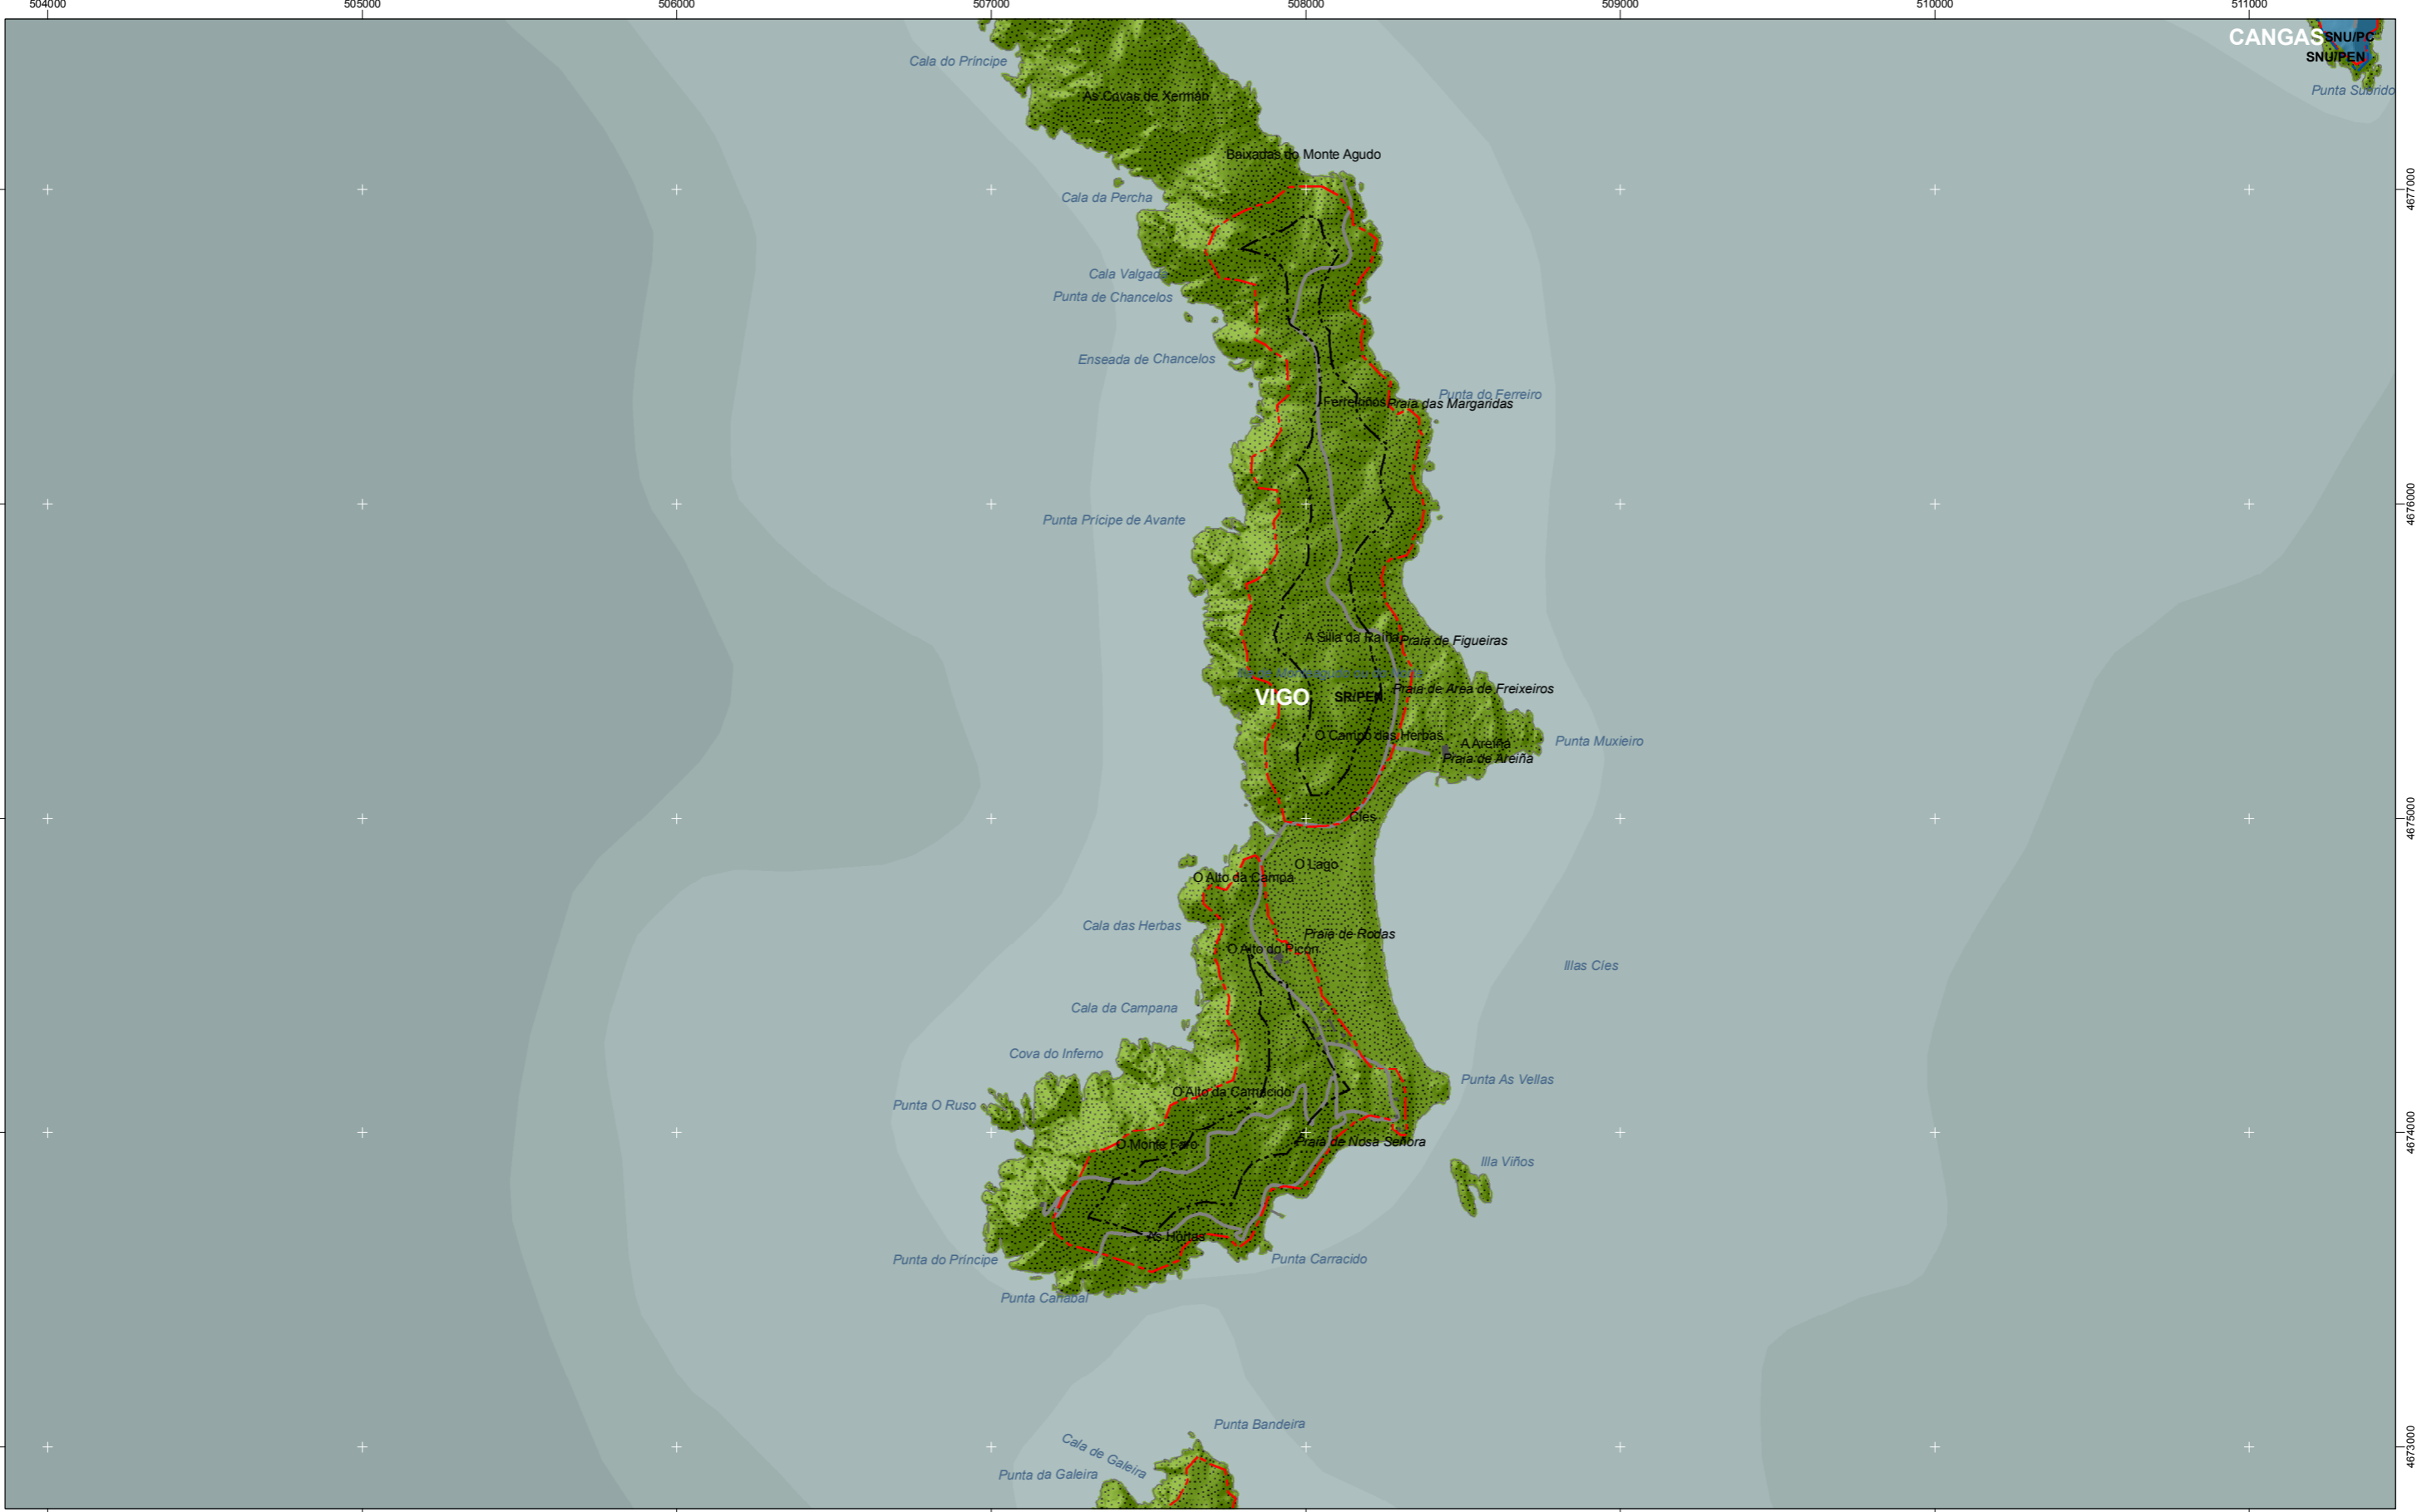 504000 505000 506000 507000 508000 509000 510000 511000
CANGAS
SNU/PC
SNU/PEN
Cala do Príncipe
Punta Subrido
As Covas de Xermán
Baixadas do Monte Agudo
4677000
Cala da Percha
Cala Valgada
Punta de Chancelos
Enseada de Chancelos
Punta do Ferreiro
Ferreiriños
Praia das Margaridas
4676000
Punta Prícipe de Avante
A Silla da Raíña
Praia de Figueiras
VIGO
SR/PEN
Praia de Area de Freixeiros
O Campo das Herbas
A Areíña
Punta Muxieiro
Praia de Areiña
4675000
Cíes
O Lago
O Alto da Campa
Cala das Herbas
Praia de Rodas
O Alto do Picón
Illas Cíes
Cala da Campana
Cova do Inferno
Punta As Vellas
O Alto da Carracido
Punta O Ruso
4674000
O Monte Faro
Praia de Nosa Señora
Illa Viños
As Hortas
Punta do Príncipe
Punta Carracido
Punta Canabal
Punta Bandeira
Cala de Galeira
Punta da Galeira
4673000